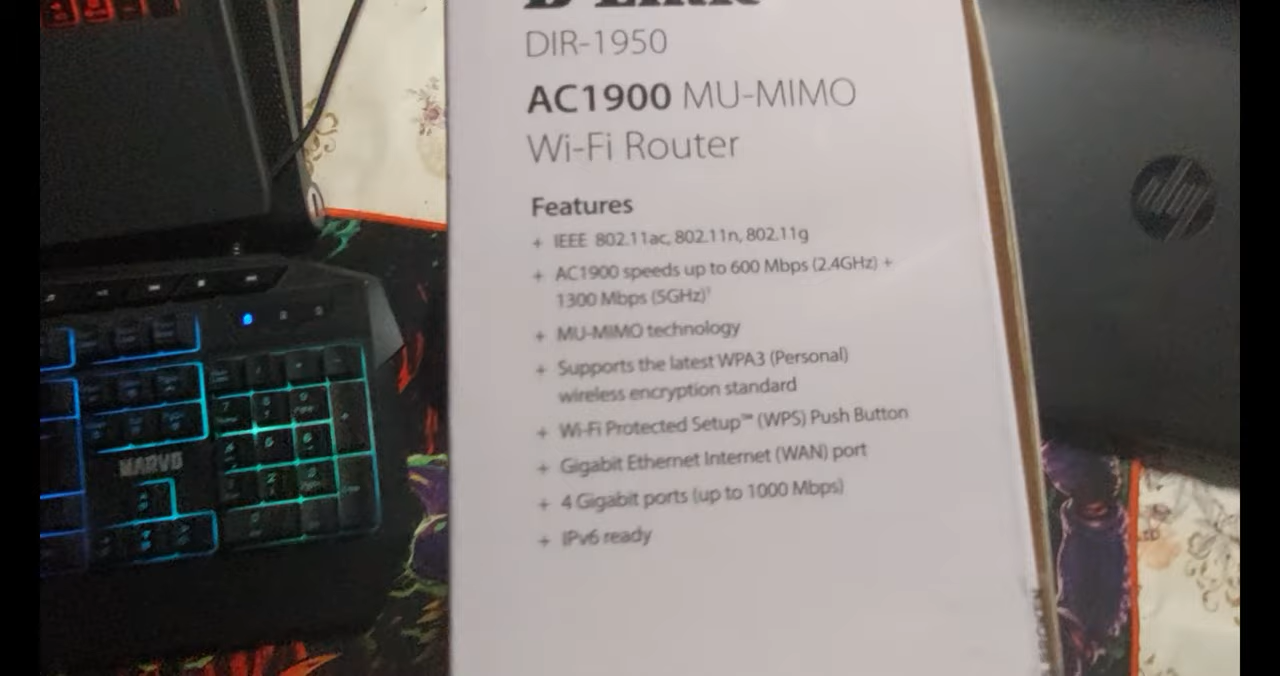 D-Link
DIR-1950
AC1900 MU-MIMO
Wi-Fi Router
Features
+ IEEE 802.11ac, 802.11n, 802.11g
+ AC1900 speeds up to 600 Mbps (2.4GHz) +
1300 Mbps (5GHz)¹
+ MU-MIMO technology
+ Supports the latest WPA3 (Personal)
wireless encryption standard
+ Wi-Fi Protected Setup™ (WPS) Push Button
+ Gigabit Ethernet Internet (WAN) port
+ 4 Gigabit ports (up to 1000 Mbps)
+ IPv6 ready
MARVO
hp